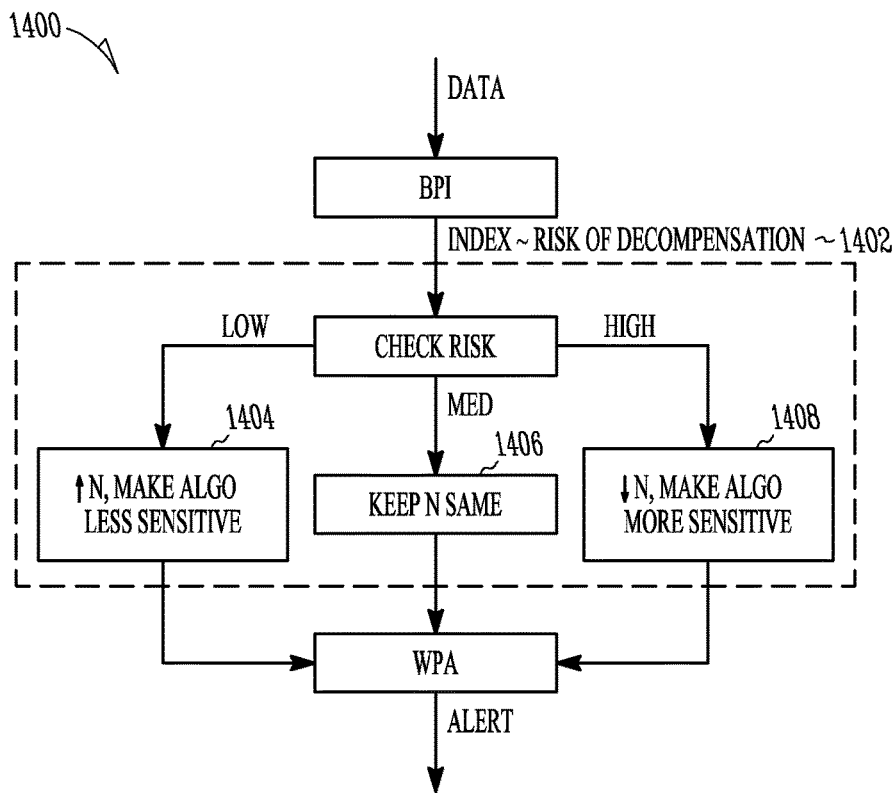 1400
DATA
BPI
INDEX ~ RISK OF DECOMPENSATION ~1402
LOW
CHECK RISK
HIGH
MED
1404
1406
1408
↑ N, MAKE ALGO
LESS SENSITIVE
KEEP N SAME
↓ N, MAKE ALGO
MORE SENSITIVE
WPA
ALERT